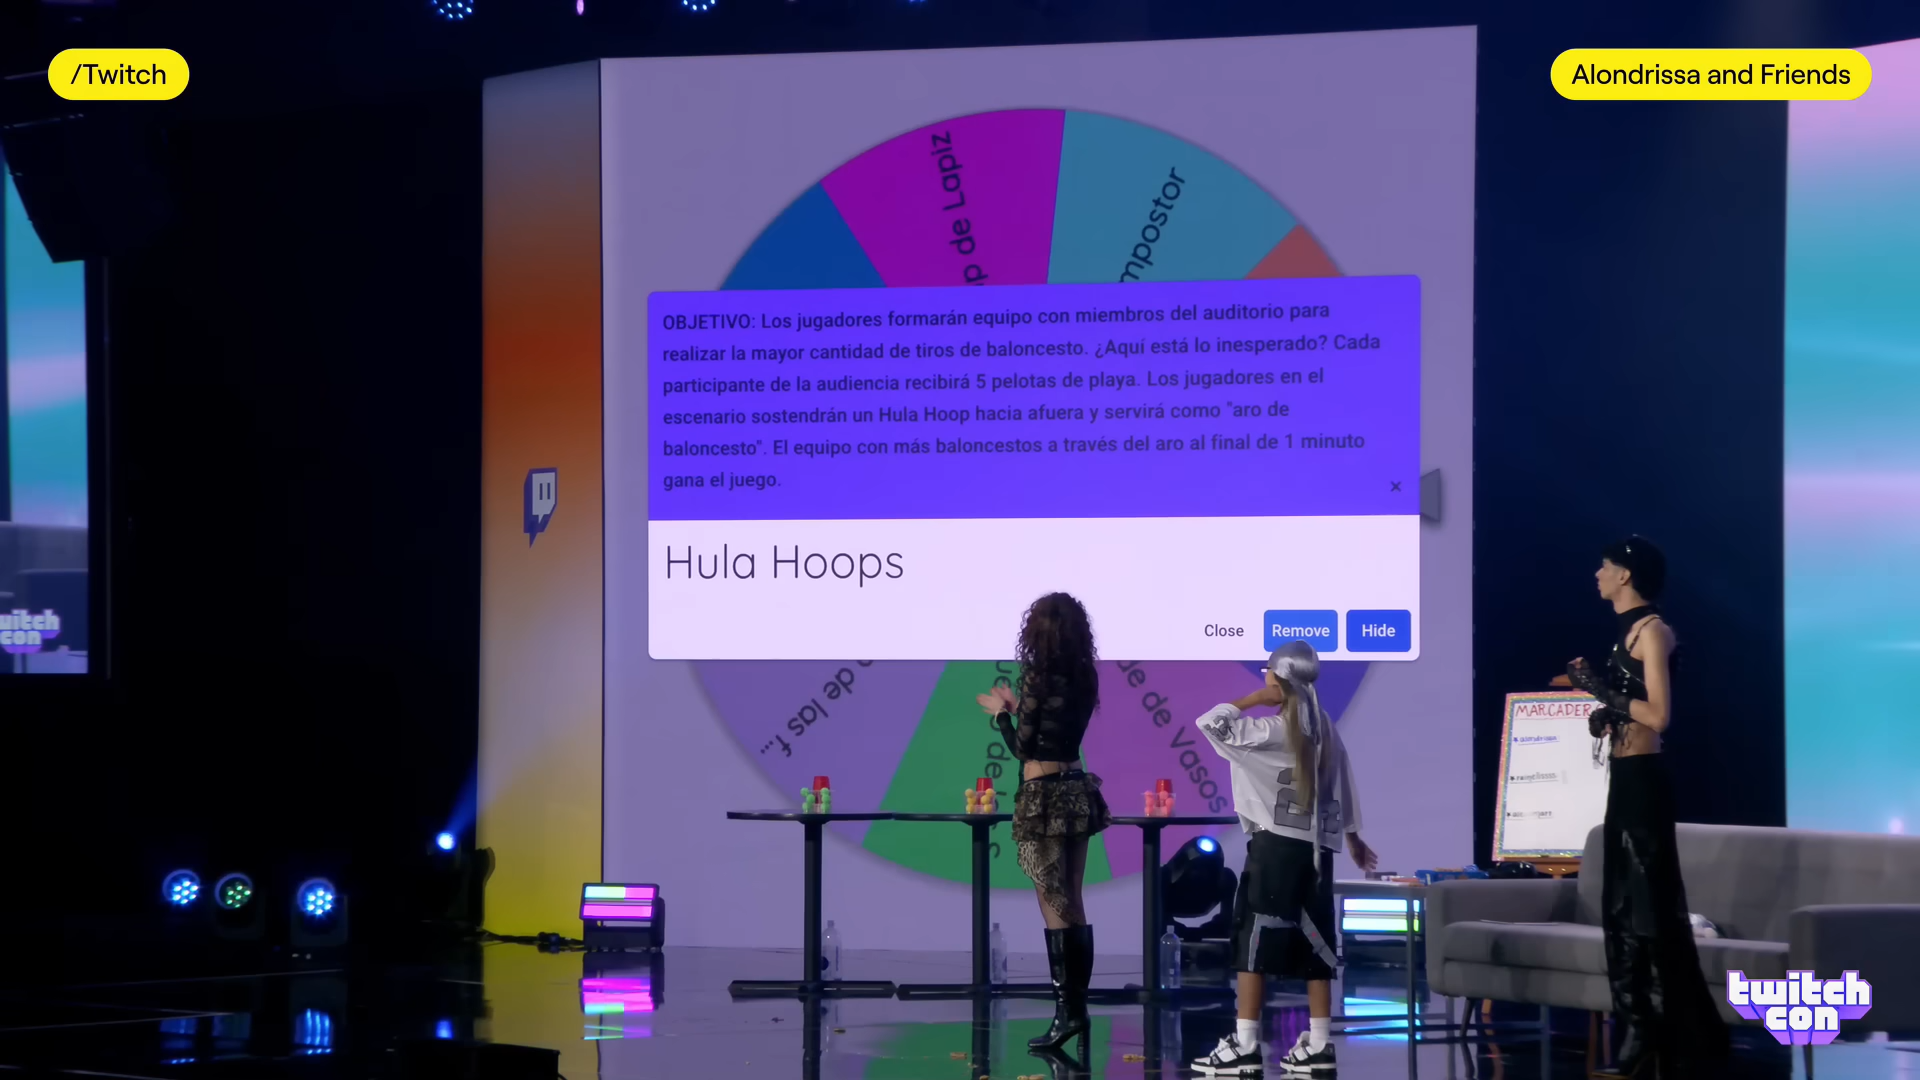 /Twitch
Alondrissa and Friends
p de Lapiz
mpostor
OBJETIVO: Los jugadores formarán equipo con miembros del auditorio para
realizar la mayor cantidad de tiros de baloncesto. ¿Aquí está lo inesperado? Cada
participante de la audiencia recibirá 5 pelotas de playa. Los jugadores en el
escenario sostendrán un Hula Hoop hacia afuera y servirá como "aro de
baloncesto". El equipo con más baloncestos a través del aro al final de 1 minuto
gana el juego.
×
Hula Hoops
Close
Remove
Hide
de las f...
de l
s
ue de Vasos
MARCADER
twitch
con
twitch
con